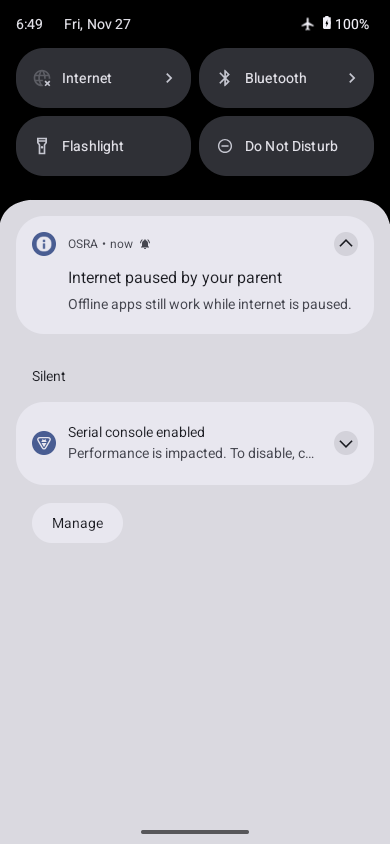 6:49 Fri, Nov 27 100%
Internet Bluetooth
Flashlight Do Not Disturb
OSRA • now
Internet paused by your parent
Offline apps still work while internet is paused.
Silent
Serial console enabled
Performance is impacted. To disable, c...
Manage